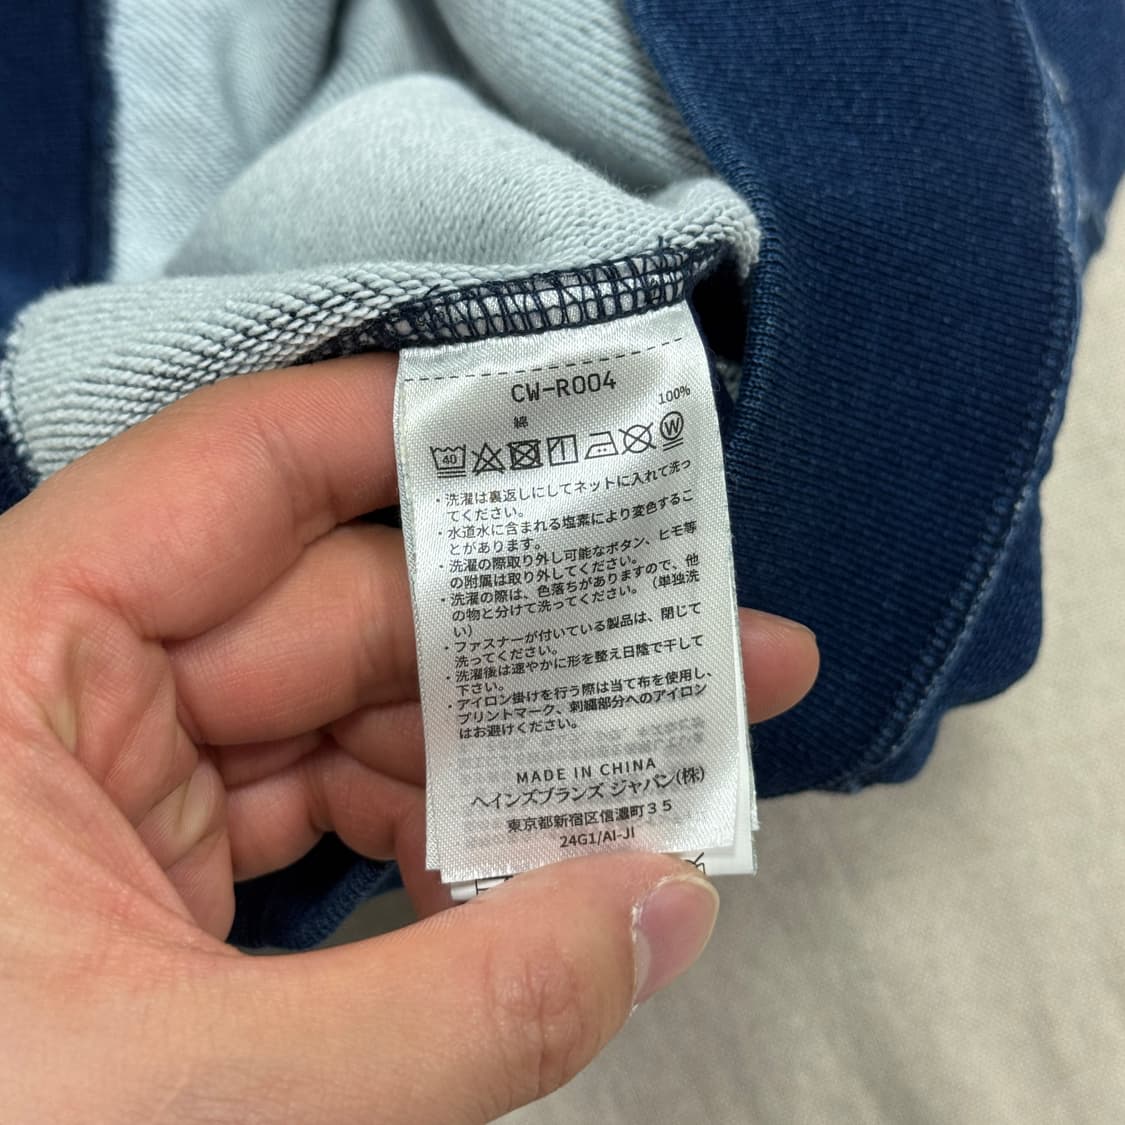 CW-R004
綿 100%
40
W
・洗濯は裏返しにしてネットに入れて洗っ
てください。
・水道水に含まれる塩素により変色するこ
とがあります。
・洗濯の際取り外し可能なボタン、ヒモ等
の附属は取り外してください。
・洗濯の際は、色落ちがありますので、他
の物と分けて洗ってください。（単独洗
い）
・ファスナーが付いている製品は、閉じて
洗ってください。
・洗濯後は速やかに形を整え日陰で干して
下さい。
・アイロン掛けを行う際は当て布を使用し、
プリントマーク、刺繍部分へのアイロン
はお避けください。
MADE IN CHINA
ヘインズブランズ ジャパン(株)
東京都新宿区信濃町３５
24G1/AI-JI